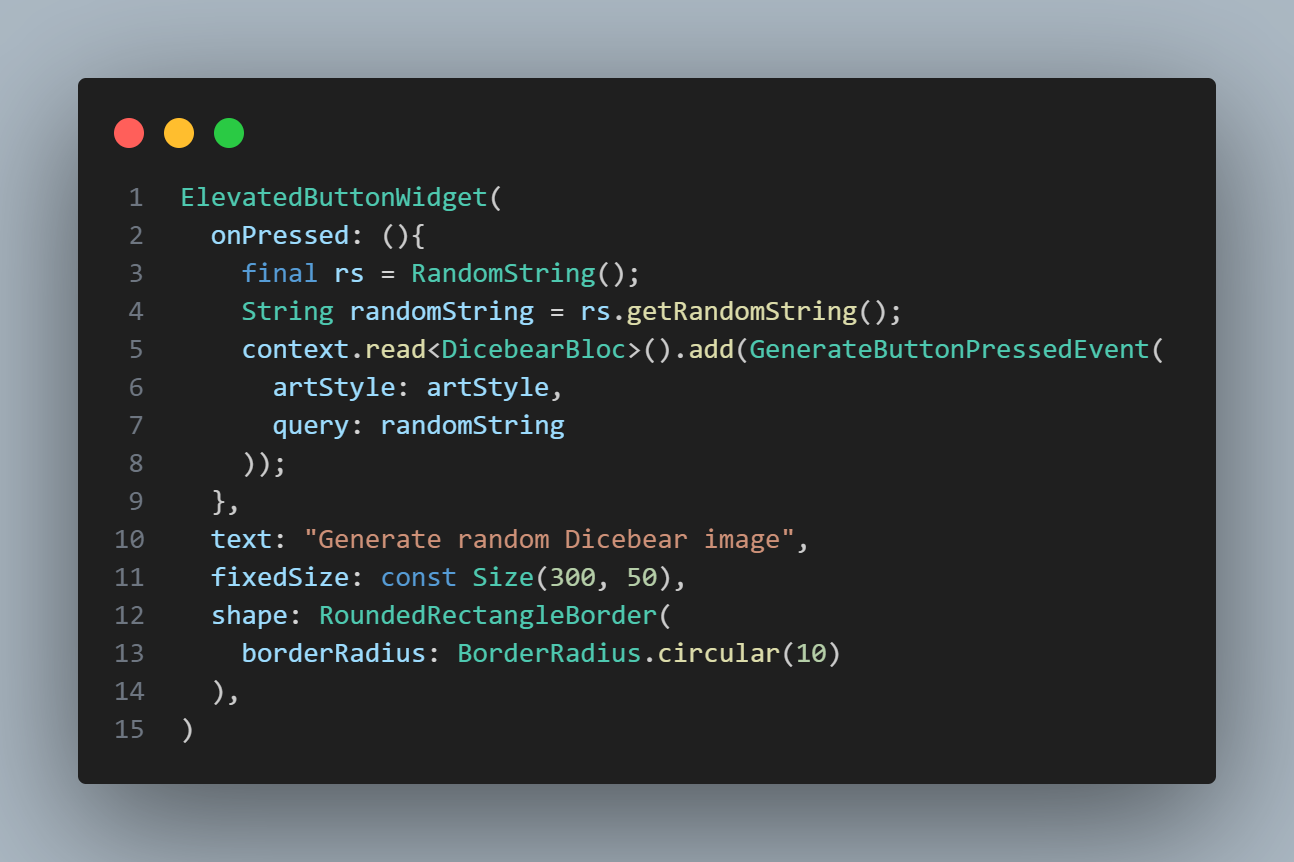 1 ElevatedButtonWidget(
2   onPressed: (){
3     final rs = RandomString();
4     String randomString = rs.getRandomString();
5     context.read<DicebearBloc>().add(GenerateButtonPressedEvent(
6       artStyle: artStyle,
7       query: randomString
8     ));
9   },
10   text: "Generate random Dicebear image",
11   fixedSize: const Size(300, 50),
12   shape: RoundedRectangleBorder(
13     borderRadius: BorderRadius.circular(10)
14   ),
15 )